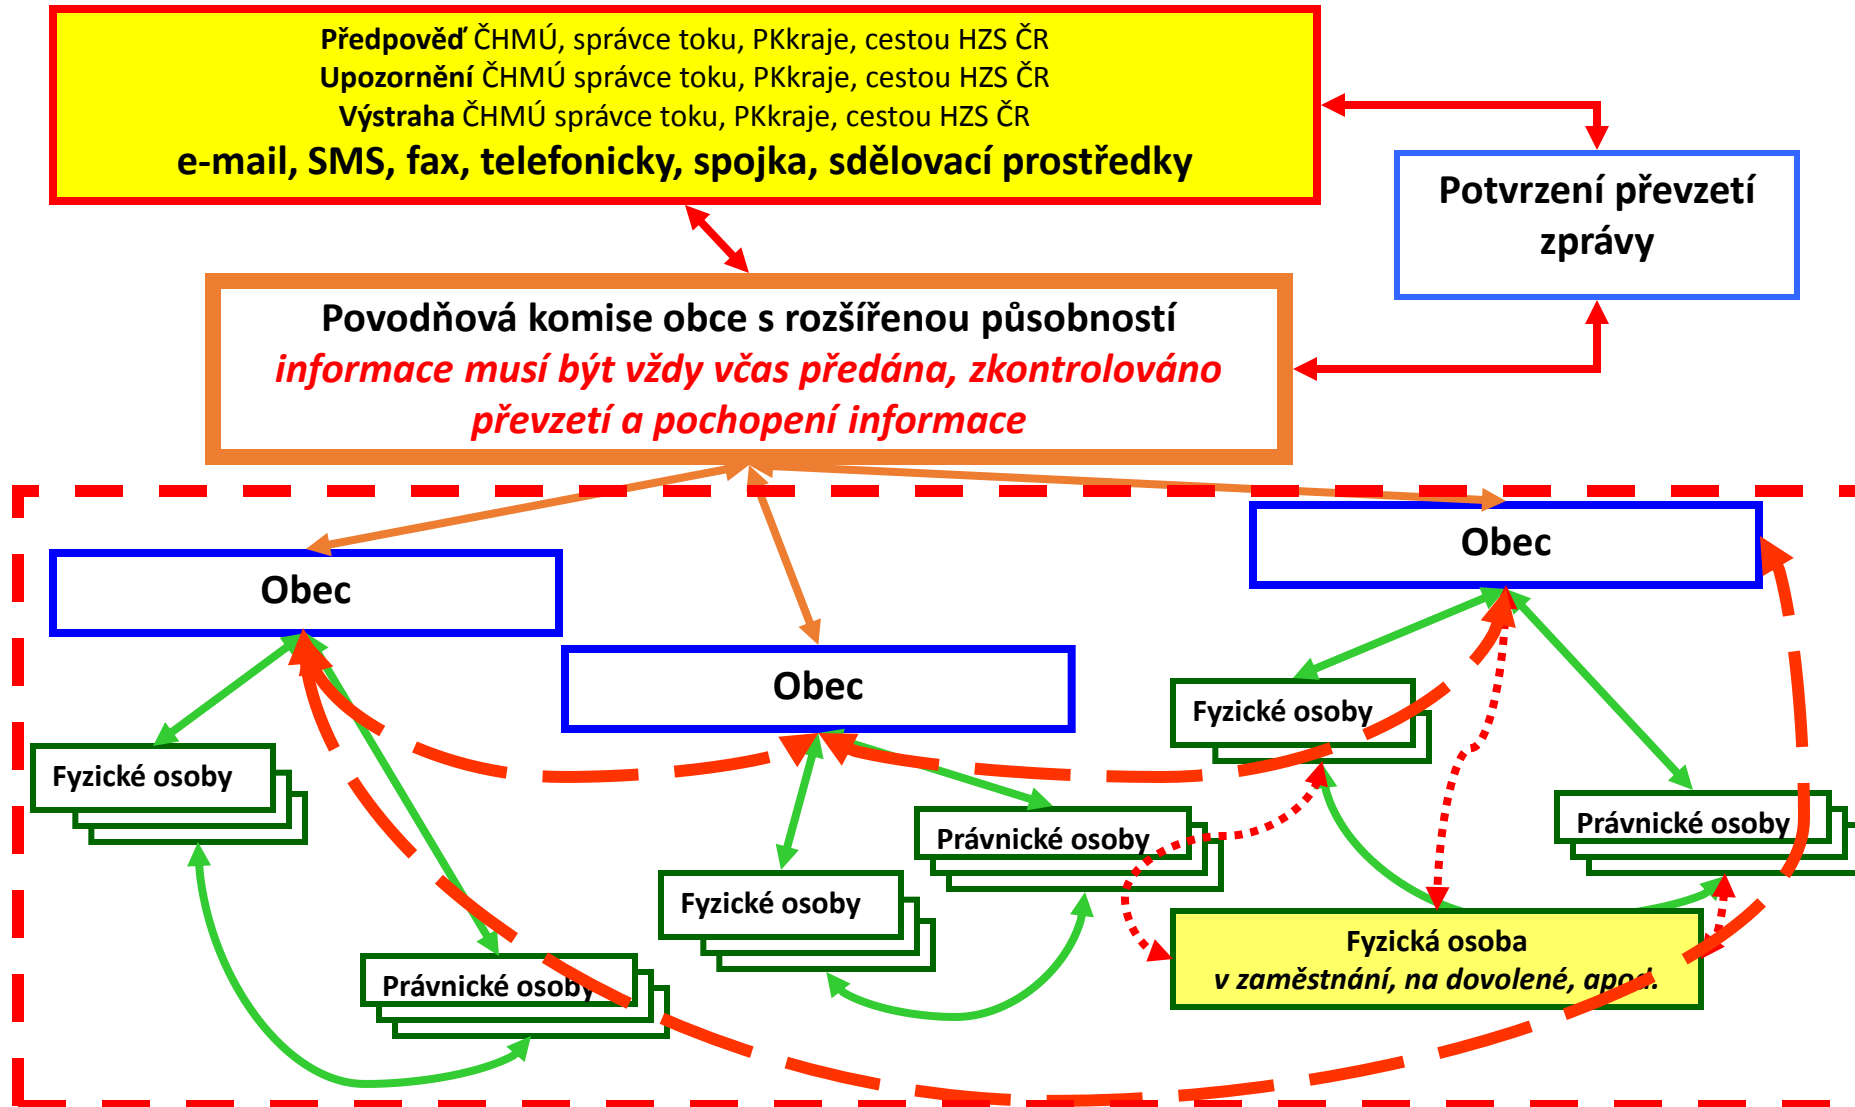 Předpověď ČHMÚ, správce toku, PKkraje, cestou HZS ČR
Upozornění ČHMÚ správce toku, PKkraje, cestou HZS ČR
Výstraha ČHMÚ správce toku, PKkraje, cestou HZS ČR
e-mail, SMS, fax, telefonicky, spojka, sdělovací prostředky
Potvrzení převzetí
zprávy
Povodňová komise obce s rozšířenou působností
informace musí být vždy včas předána, zkontrolováno
převzetí a pochopení informace
Obec
Obec
Obec
Fyzické osoby
Fyzické osoby
Právnické osoby
Právnické osoby
Fyzické osoby
Právnické osoby
Fyzická osoba
v zaměstnání, na dovolené, apod.